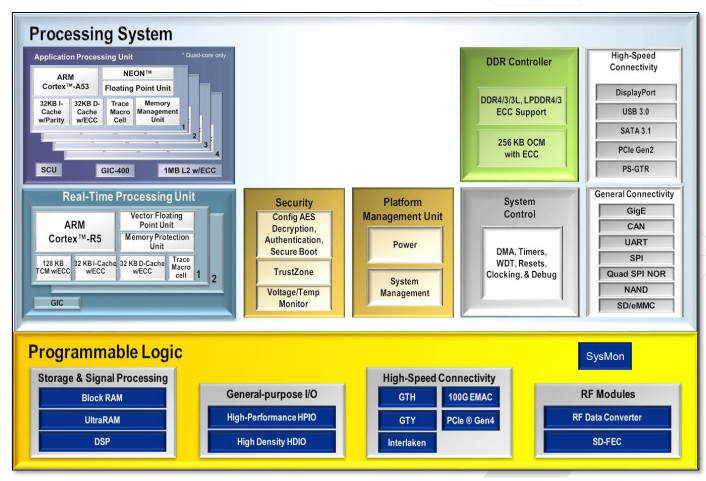 Processing System
Application Processing Unit
* Quad-core only
ARM
Cortex™-A53
NEON™
Floating Point Unit
32KB I-
Cache
w/Parity
32KB D-
Cache
w/ECC
Trace
Macro
Cell
Memory
Management
Unit
1
2
3
4
SCU
GIC-400
1MB L2 w/ECC
DDR Controller
DDR4/3/3L, LPDDR4/3
ECC Support
256 KB OCM
with ECC
High-Speed
Connectivity
DisplayPort
USB 3.0
SATA 3.1
PCIe Gen2
PS-GTR
Real-Time Processing Unit
ARM
Cortex™-R5
Vector Floating
Point Unit
Memory Protection
Unit
128 KB
TCM w/ECC
32 KB I-Cache
w/ECC
32 KB D-Cache
w/ECC
Trace
Macro
cell
1
2
GIC
Security
Config AES
Decryption,
Authentication,
Secure Boot
TrustZone
Voltage/Temp
Monitor
Platform
Management Unit
Power
System
Management
System
Control
DMA, Timers,
WDT, Resets,
Clocking, & Debug
General Connectivity
GigE
CAN
UART
SPI
Quad SPI NOR
NAND
SD/eMMC
Programmable Logic
SysMon
Storage & Signal Processing
Block RAM
UltraRAM
DSP
General-purpose I/O
High-Performance HPIO
High Density HDIO
High-Speed Connectivity
GTH
100G EMAC
GTY
PCIe ® Gen4
Interlaken
RF Modules
RF Data Converter
SD-FEC